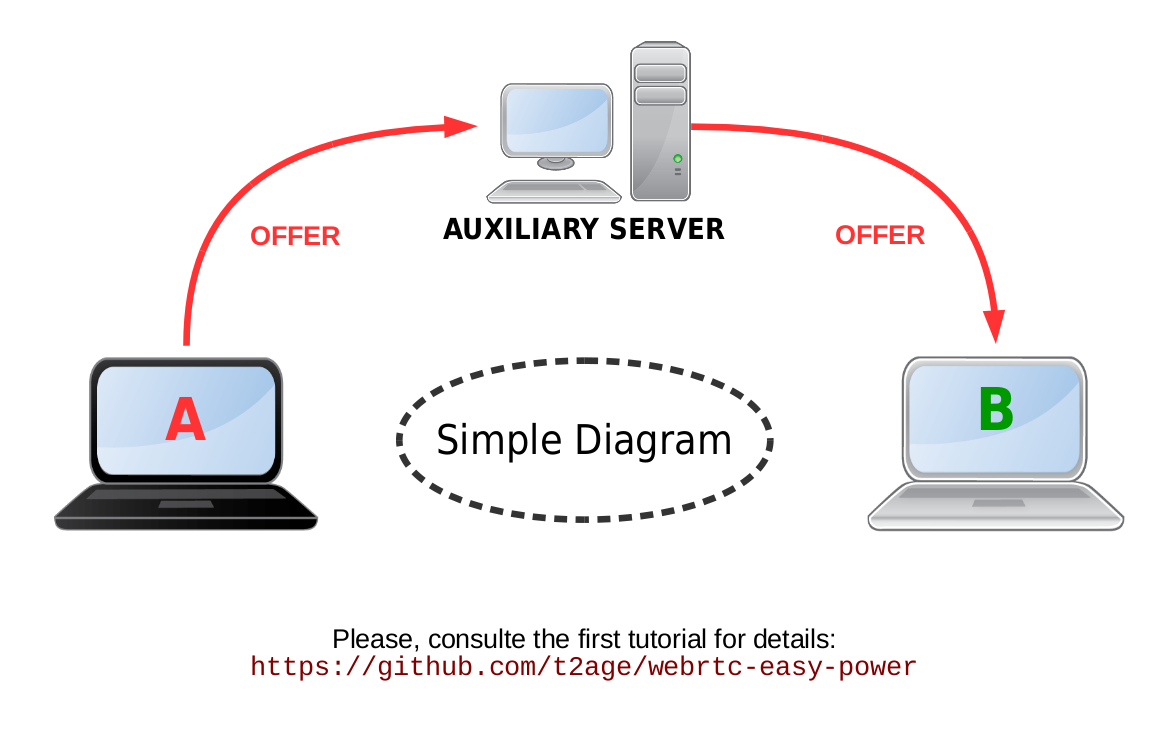 AUXILIARY SERVER
OFFER
OFFER
A
B
Simple Diagram
Please, consulte the first tutorial for details:
https://github.com/t2age/webrtc-easy-power